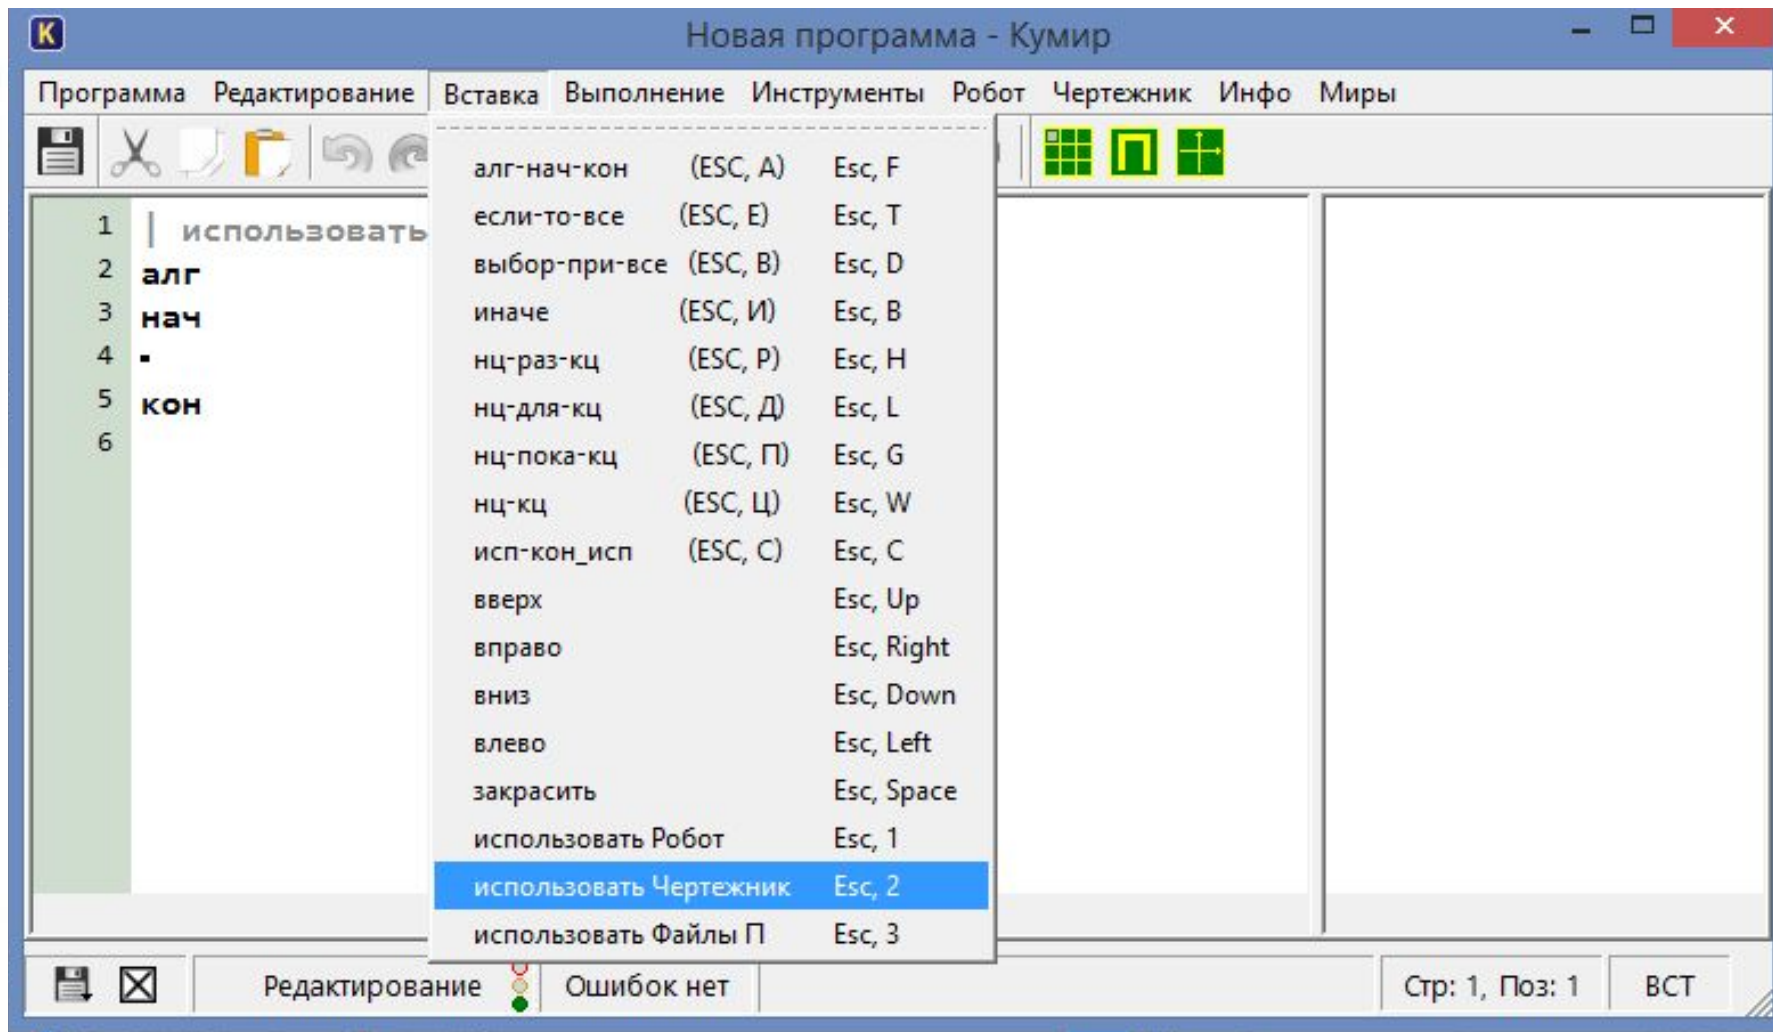 K
Новая программа - Кумир
Программа Редактирование Вставка Выполнение Инструменты Робот Чертежник Инфо Миры
алг-нач-кон (ESC, А) Esc, F
если-то-все (ESC, Е) Esc, T
выбор-при-все (ESC, В) Esc, D
иначе (ESC, И) Esc, B
нц-раз-кц (ESC, Р) Esc, H
нц-для-кц (ESC, Д) Esc, L
нц-пока-кц (ESC, П) Esc, G
нц-кц (ESC, Ц) Esc, W
исп-кон_исп (ESC, С) Esc, C
вверх Esc, Up
вправо Esc, Right
вниз Esc, Down
влево Esc, Left
закрасить Esc, Space
использовать Робот Esc, 1
использовать Чертежник Esc, 2
использовать Файлы П Esc, 3
1 | использовать
2 алг
3 нач
4 ·
5 кон
6
Редактирование Ошибок нет Стр: 1, Поз: 1 ВСТ